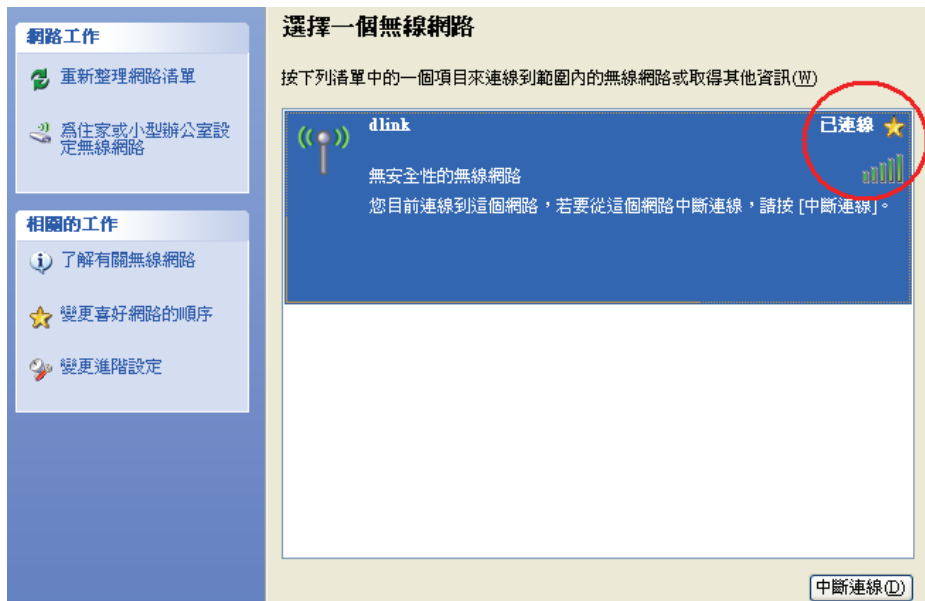 網路工作
重新整理網路清單
為住家或小型辦公室設
定無線網路
相關的工作
了解有關無線網路
變更喜好網路的順序
變更進階設定
選擇一個無線網路
按下列清單中的一個項目來連線到範圍內的無線網路或取得其他資訊(W)
dlink
已連線
無安全性的無線網路
您目前連線到這個網路，若要從這個網路中斷連線，請按 [中斷連線]。
中斷連線(D)